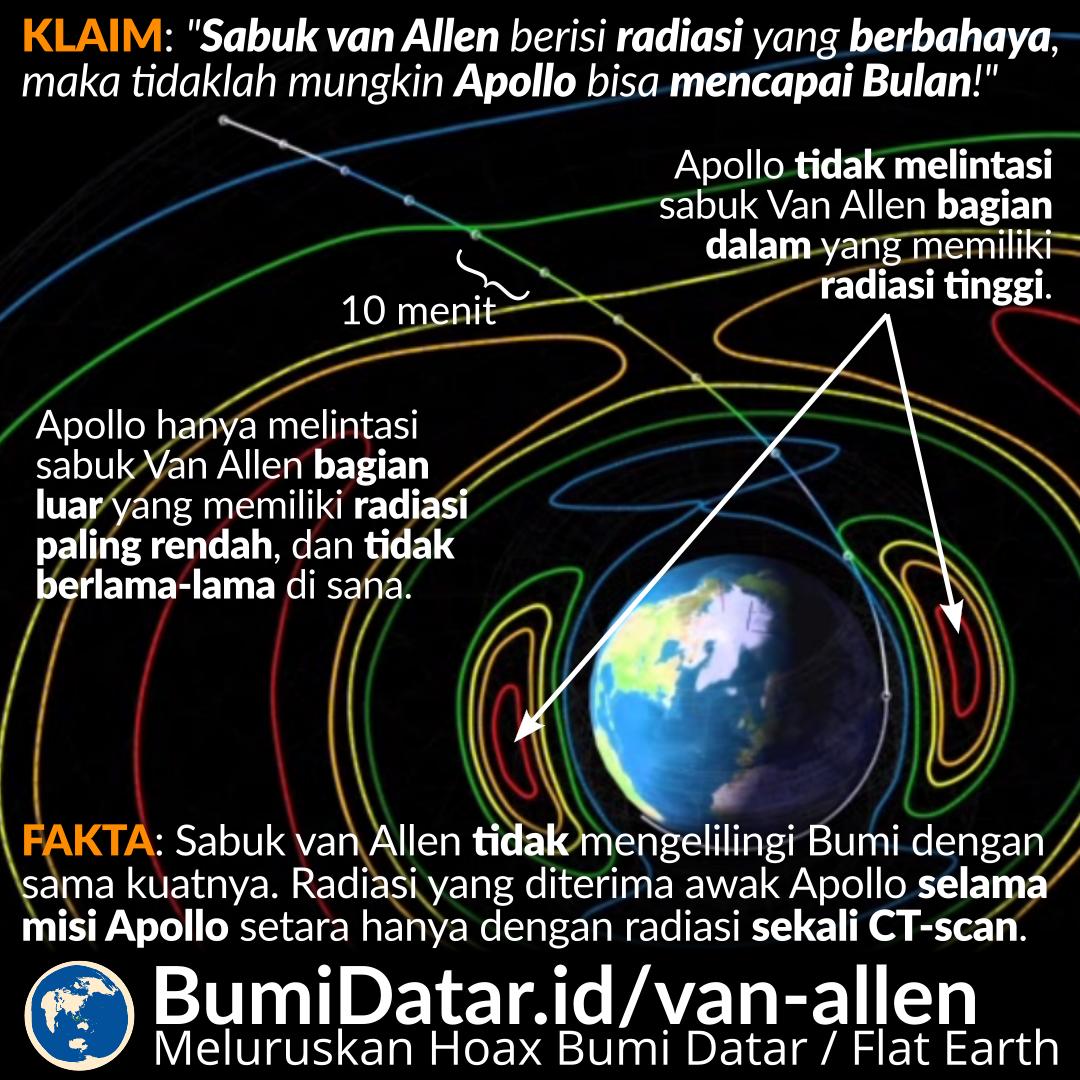 KLAIM: "Sabuk van Allen berisi radiasi yang berbahaya,
maka tidaklah mungkin Apollo bisa mencapai Bulan!"
Apollo tidak melintasi
sabuk Van Allen bagian
dalam yang memiliki
radiasi tinggi.
10 menit
Apollo hanya melintasi
sabuk Van Allen bagian
luar yang memiliki radiasi
paling rendah, dan tidak
berlama-lama di sana.
FAKTA: Sabuk van Allen tidak mengelilingi Bumi dengan
sama kuatnya. Radiasi yang diterima awak Apollo selama
misi Apollo setara hanya dengan radiasi sekali CT-scan.
BumiDatar.id/van-allen
Meluruskan Hoax Bumi Datar / Flat Earth